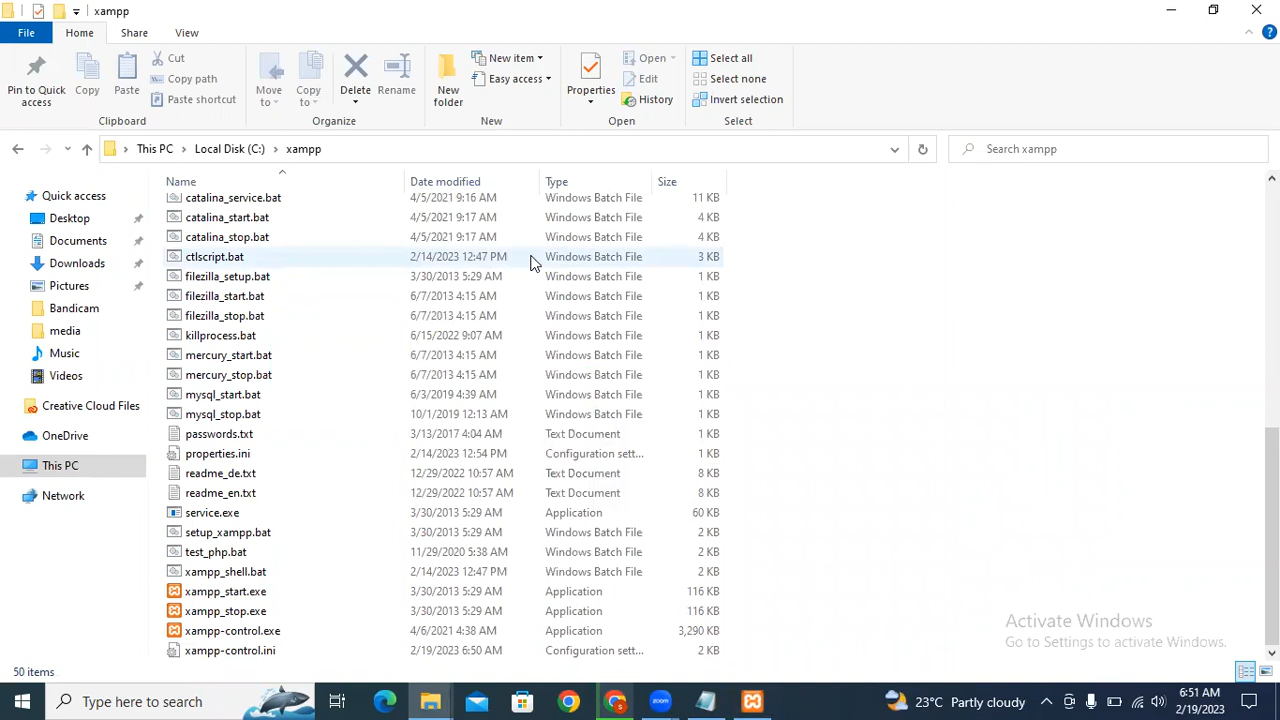 xampp
File Home Share View
Pin to Quick access
Copy
Paste
Cut
Copy path
Paste shortcut
Clipboard
Move to
Copy to
Delete
Rename
Organize
New folder
New item
Easy access
New
Properties
Open
Edit
History
Open
Select all
Select none
Invert selection
Select
This PC > Local Disk (C:) > xampp
Search xampp
Quick access
Desktop
Documents
Downloads
Pictures
Bandicam
media
Music
Videos
Creative Cloud Files
OneDrive
This PC
Network
Name Date modified Type Size
catalina_service.bat 4/5/2021 9:16 AM Windows Batch File 11 KB
catalina_start.bat 4/5/2021 9:17 AM Windows Batch File 4 KB
catalina_stop.bat 4/5/2021 9:17 AM Windows Batch File 4 KB
ctlscript.bat 2/14/2023 12:47 PM Windows Batch File 3 KB
filezilla_setup.bat 3/30/2013 5:29 AM Windows Batch File 1 KB
filezilla_start.bat 6/7/2013 4:15 AM Windows Batch File 1 KB
filezilla_stop.bat 6/7/2013 4:15 AM Windows Batch File 1 KB
killprocess.bat 6/15/2022 9:07 AM Windows Batch File 1 KB
mercury_start.bat 6/7/2013 4:15 AM Windows Batch File 1 KB
mercury_stop.bat 6/7/2013 4:15 AM Windows Batch File 1 KB
mysql_start.bat 6/3/2019 4:39 AM Windows Batch File 1 KB
mysql_stop.bat 10/1/2019 12:13 AM Windows Batch File 1 KB
passwords.txt 3/13/2017 4:04 AM Text Document 1 KB
properties.ini 2/14/2023 12:54 PM Configuration sett... 1 KB
readme_de.txt 12/29/2022 10:57 AM Text Document 8 KB
readme_en.txt 12/29/2022 10:57 AM Text Document 8 KB
service.exe 3/30/2013 5:29 AM Application 60 KB
setup_xampp.bat 3/30/2013 5:29 AM Windows Batch File 2 KB
test_php.bat 11/29/2020 5:38 AM Windows Batch File 2 KB
xampp_shell.bat 2/14/2023 12:47 PM Windows Batch File 2 KB
xampp_start.exe 3/30/2013 5:29 AM Application 116 KB
xampp_stop.exe 3/30/2013 5:29 AM Application 116 KB
xampp-control.exe 4/6/2021 4:38 AM Application 3,290 KB
xampp-control.ini 2/19/2023 6:50 AM Configuration sett... 2 KB
Activate Windows
Go to Settings to activate Windows.
50 items
Type here to search
23°C Partly cloudy
6:51 AM
2/19/2023